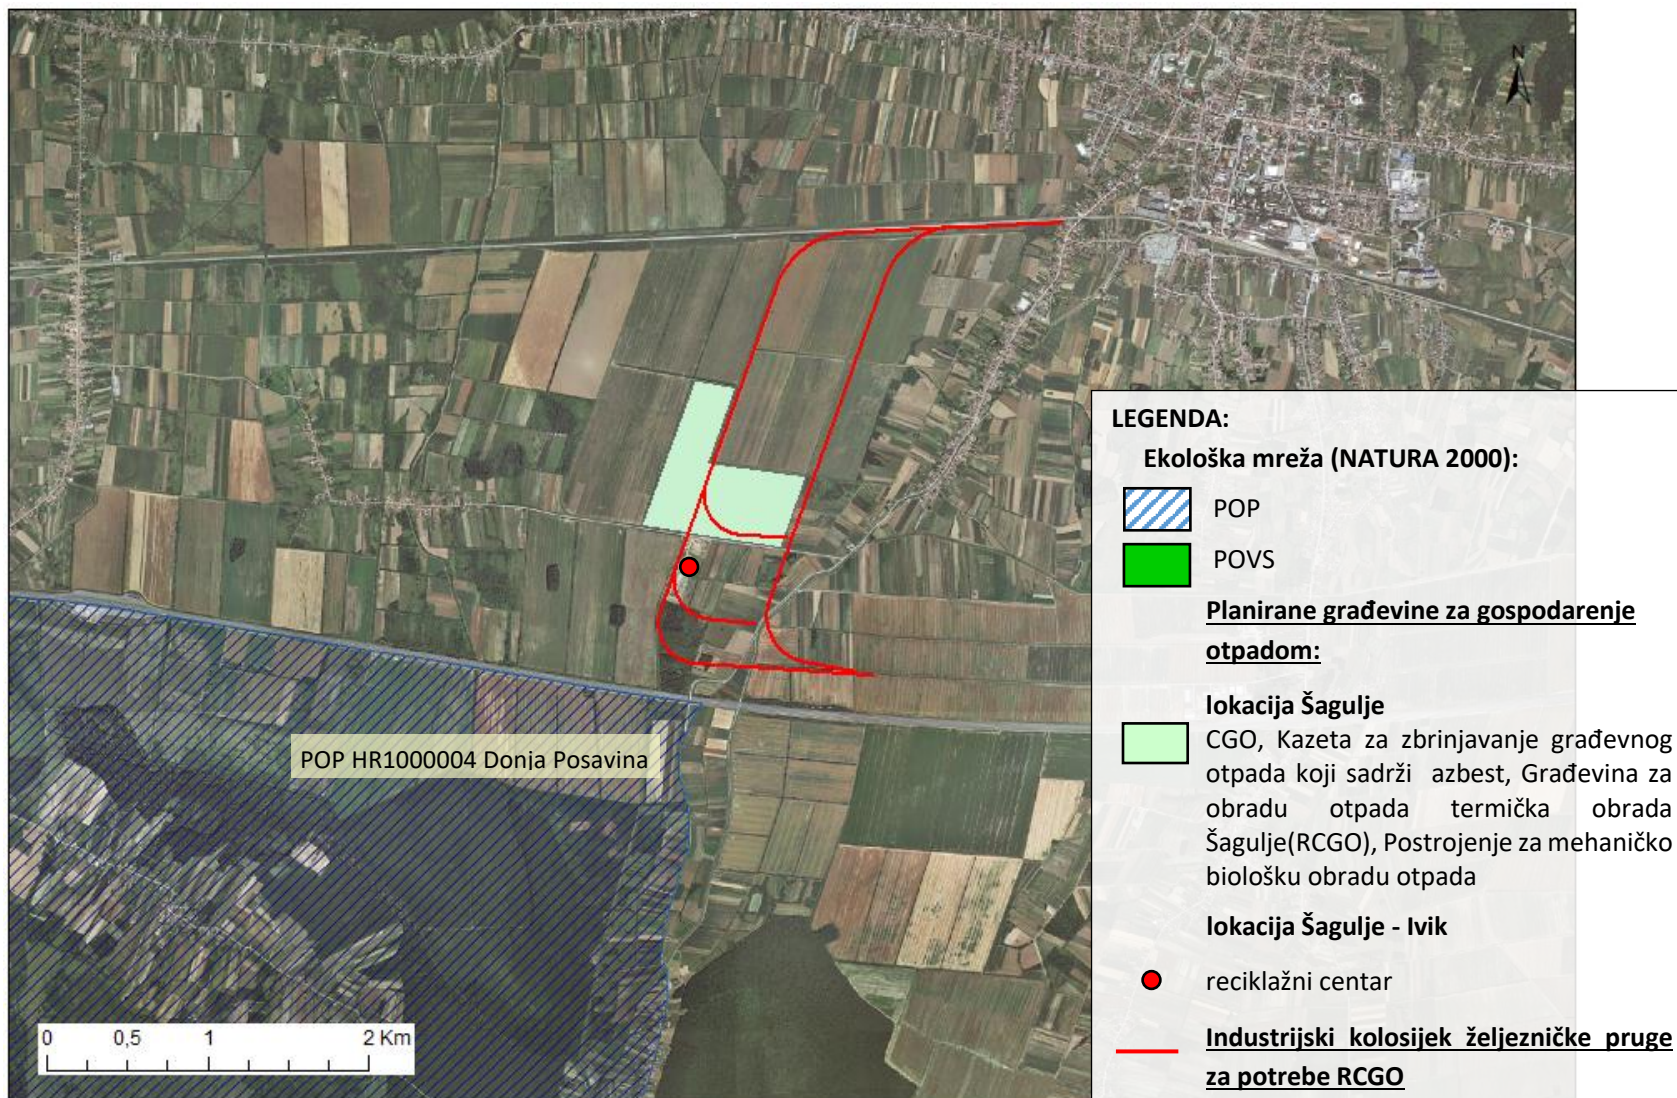 N
LEGENDA:
Ekološka mreža (NATURA 2000):
POP
POVS
Planirane građevine za gospodarenje
otpadom:
lokacija Šagulje
CGO, Kazeta za zbrinjavanje građevnog
otpada koji sadrži azbest, Građevina za
obradu otpada termička obrada
Šagulje(RCGO), Postrojenje za mehaničko
biološku obradu otpada
lokacija Šagulje - Ivik
reciklažni centar
Industrijski kolosijek željezničke pruge
za potrebe RCGO
POP HR1000004 Donja Posavina
0 0,5 1 2 Km